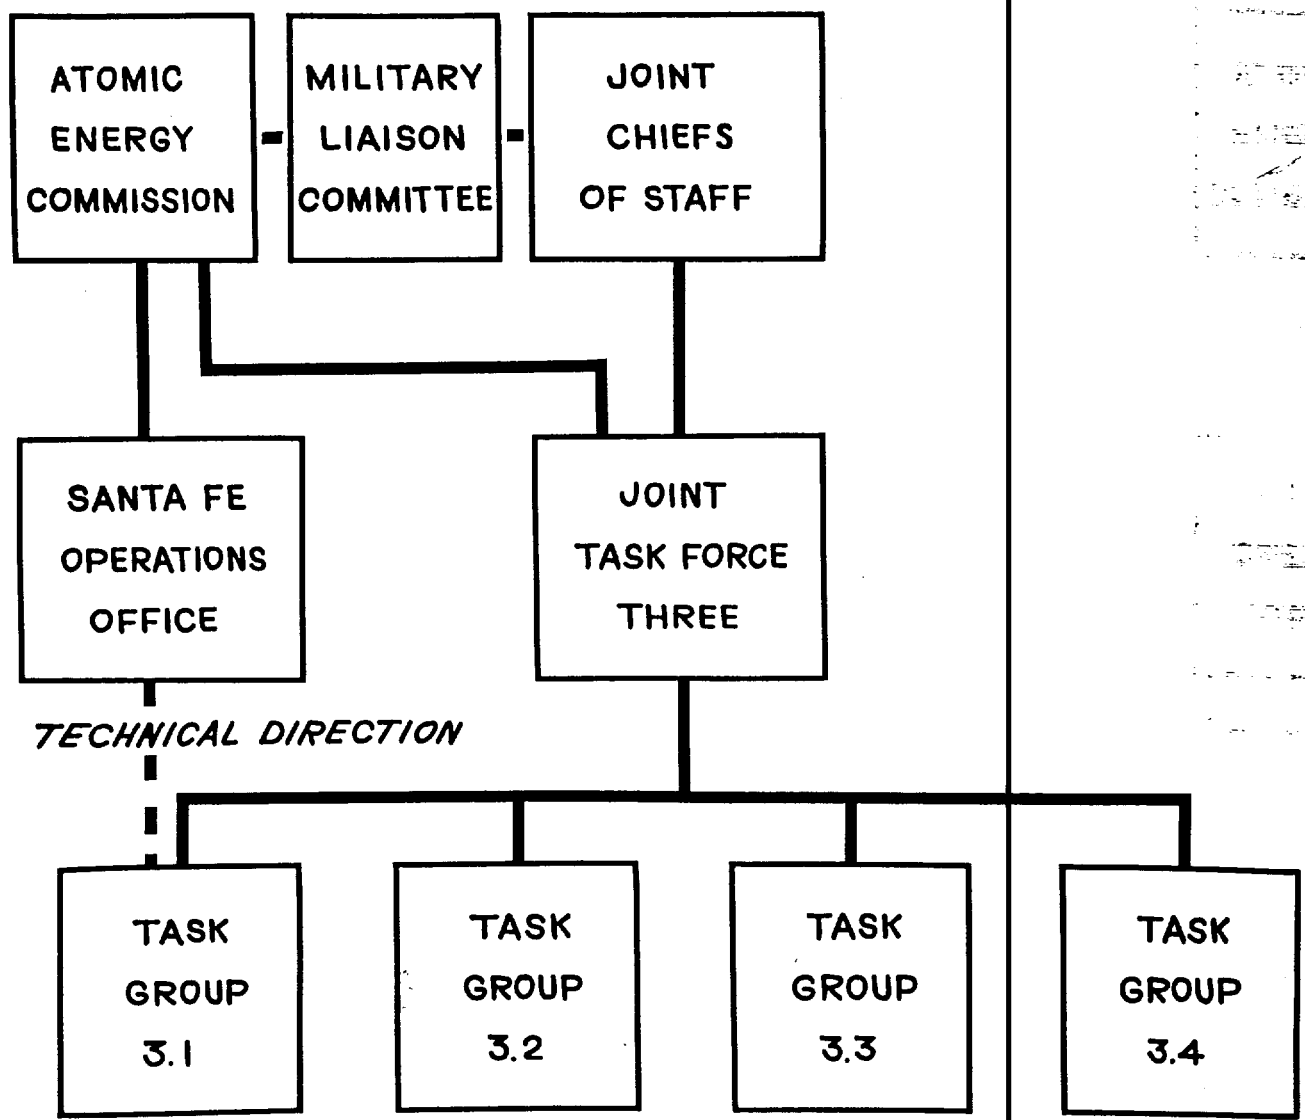 ATOMIC
ENERGY
COMMISSION
MILITARY
LIAISON
COMMITTEE
JOINT
CHIEFS
OF STAFF
SANTA FE
OPERATIONS
OFFICE
JOINT
TASK FORCE
THREE
TECHNICAL DIRECTION
TASK
GROUP
3.1
TASK
GROUP
3.2
TASK
GROUP
3.3
TASK
GROUP
3.4